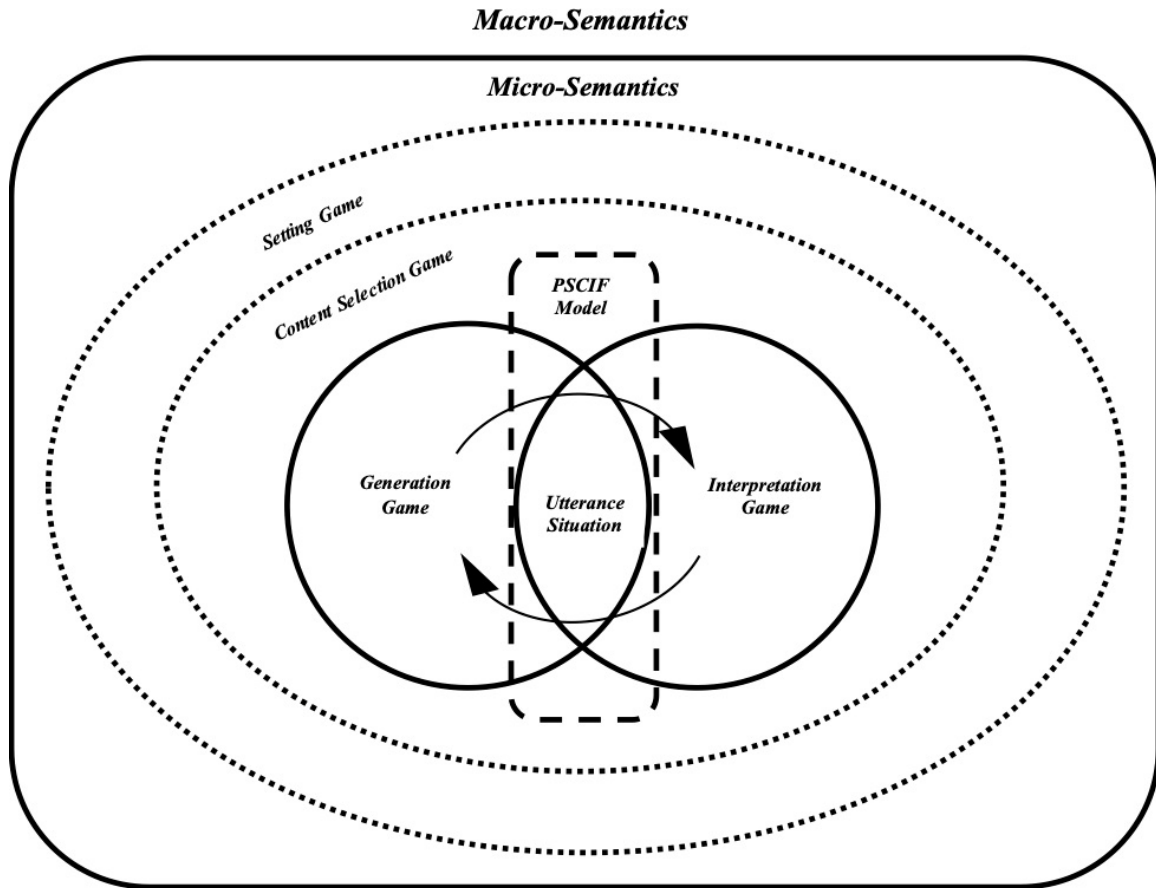 Macro-Semantics
Micro-Semantics
Setting Game
Content Selection Game
PSCIF
Model
Generation
Game
Utterance
Situation
Interpretation
Game